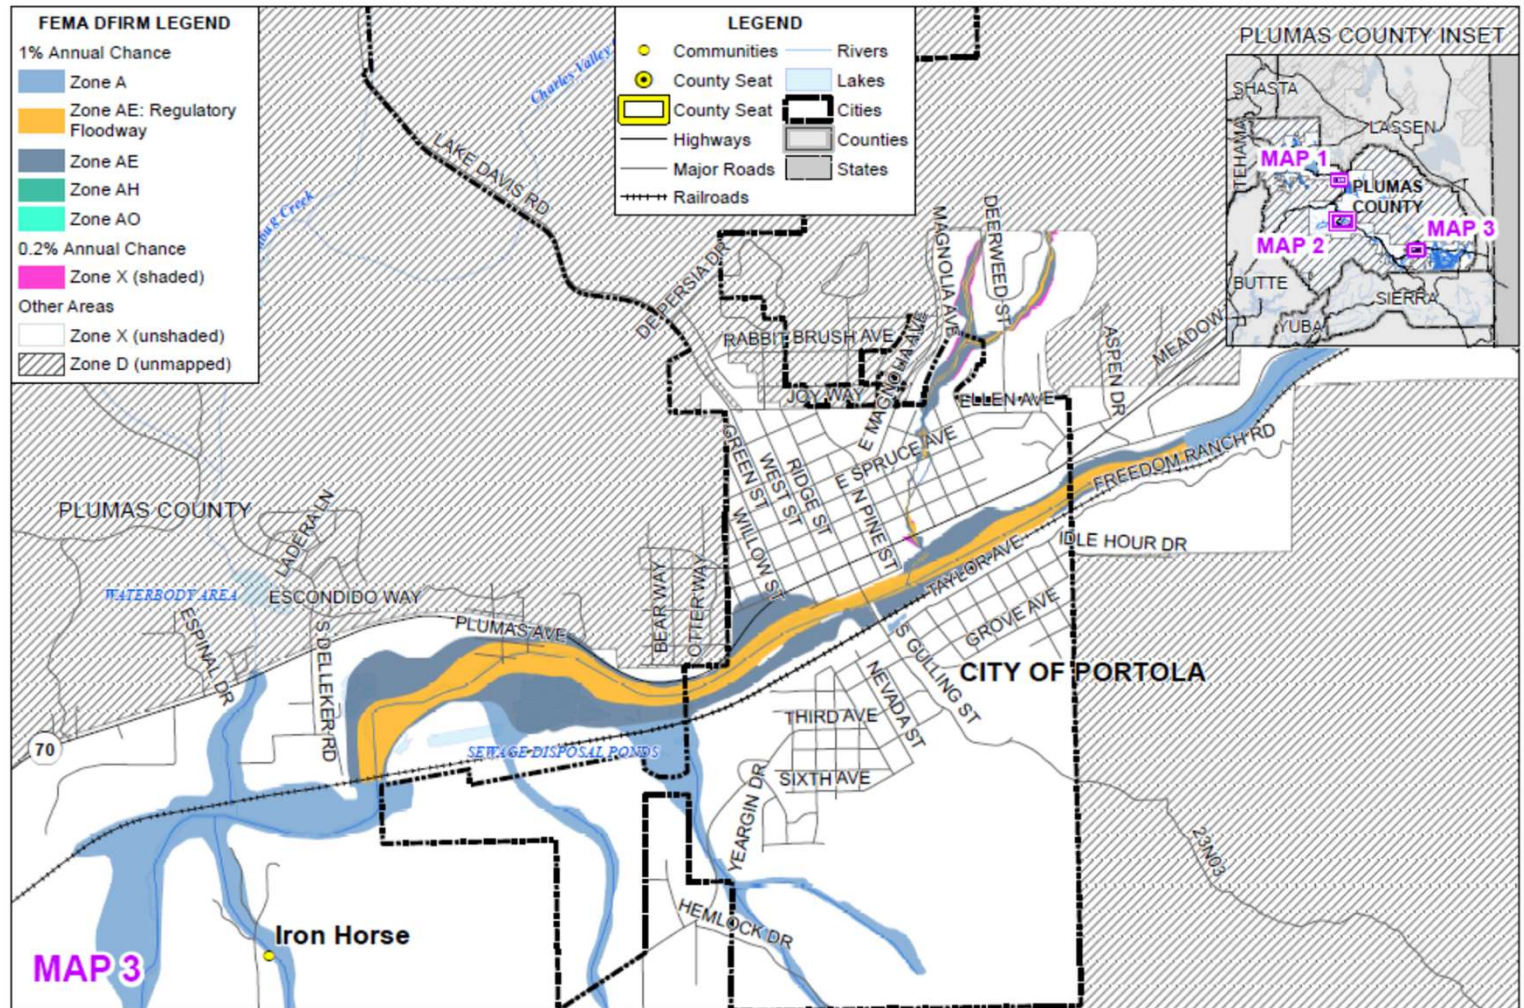 FEMA DFIRM LEGEND
1% Annual Chance
Zone A
Zone AE: Regulatory
Floodway
Zone AE
Zone AH
Zone AO
0.2% Annual Chance
Zone X (shaded)
Other Areas
Zone X (unshaded)
Zone D (unmapped)
LEGEND
Communities
County Seat
County Seat
Highways
Major Roads
Railroads
Rivers
Lakes
Cities
Counties
States
PLUMAS COUNTY INSET
SHASTA
LASSEN
TEHAMA
MAP 1
PLUMAS
COUNTY
MAP 2
MAP 3
BUTTE
SIERRA
YUBA
Charles Valley
Creek
LAKE DAVIS RD
DE PERSIA DR
MAGNOLIA AVE
DEERWEED ST
RABBIT BRUSH AVE
E MAGNOLIA AVE
JOY WAY
ELLEN AVE
ASPEN DR
MEADOW
GREEN ST
WEST ST
RIDGE ST
E SPRUCE AVE
S N PINE ST
WILLOW ST
FREEDOM RANCH RD
IDLE HOUR DR
TAYLOR AVE
GROVE AVE
PLUMAS COUNTY
LADERA LN
WATERBODY AREA
ESCONDIDO WAY
ESPINAL DR
S DELLEKER RD
PLUMAS AVE
BEAR WAY
OTTER WAY
S GULLING ST
CITY OF PORTOLA
NEVADA ST
THIRD AVE
SIXTH AVE
70
SEWAGE DISPOSAL PONDS
YEARGIN DR
HEMLOCK DR
23N03
Iron Horse
MAP 3